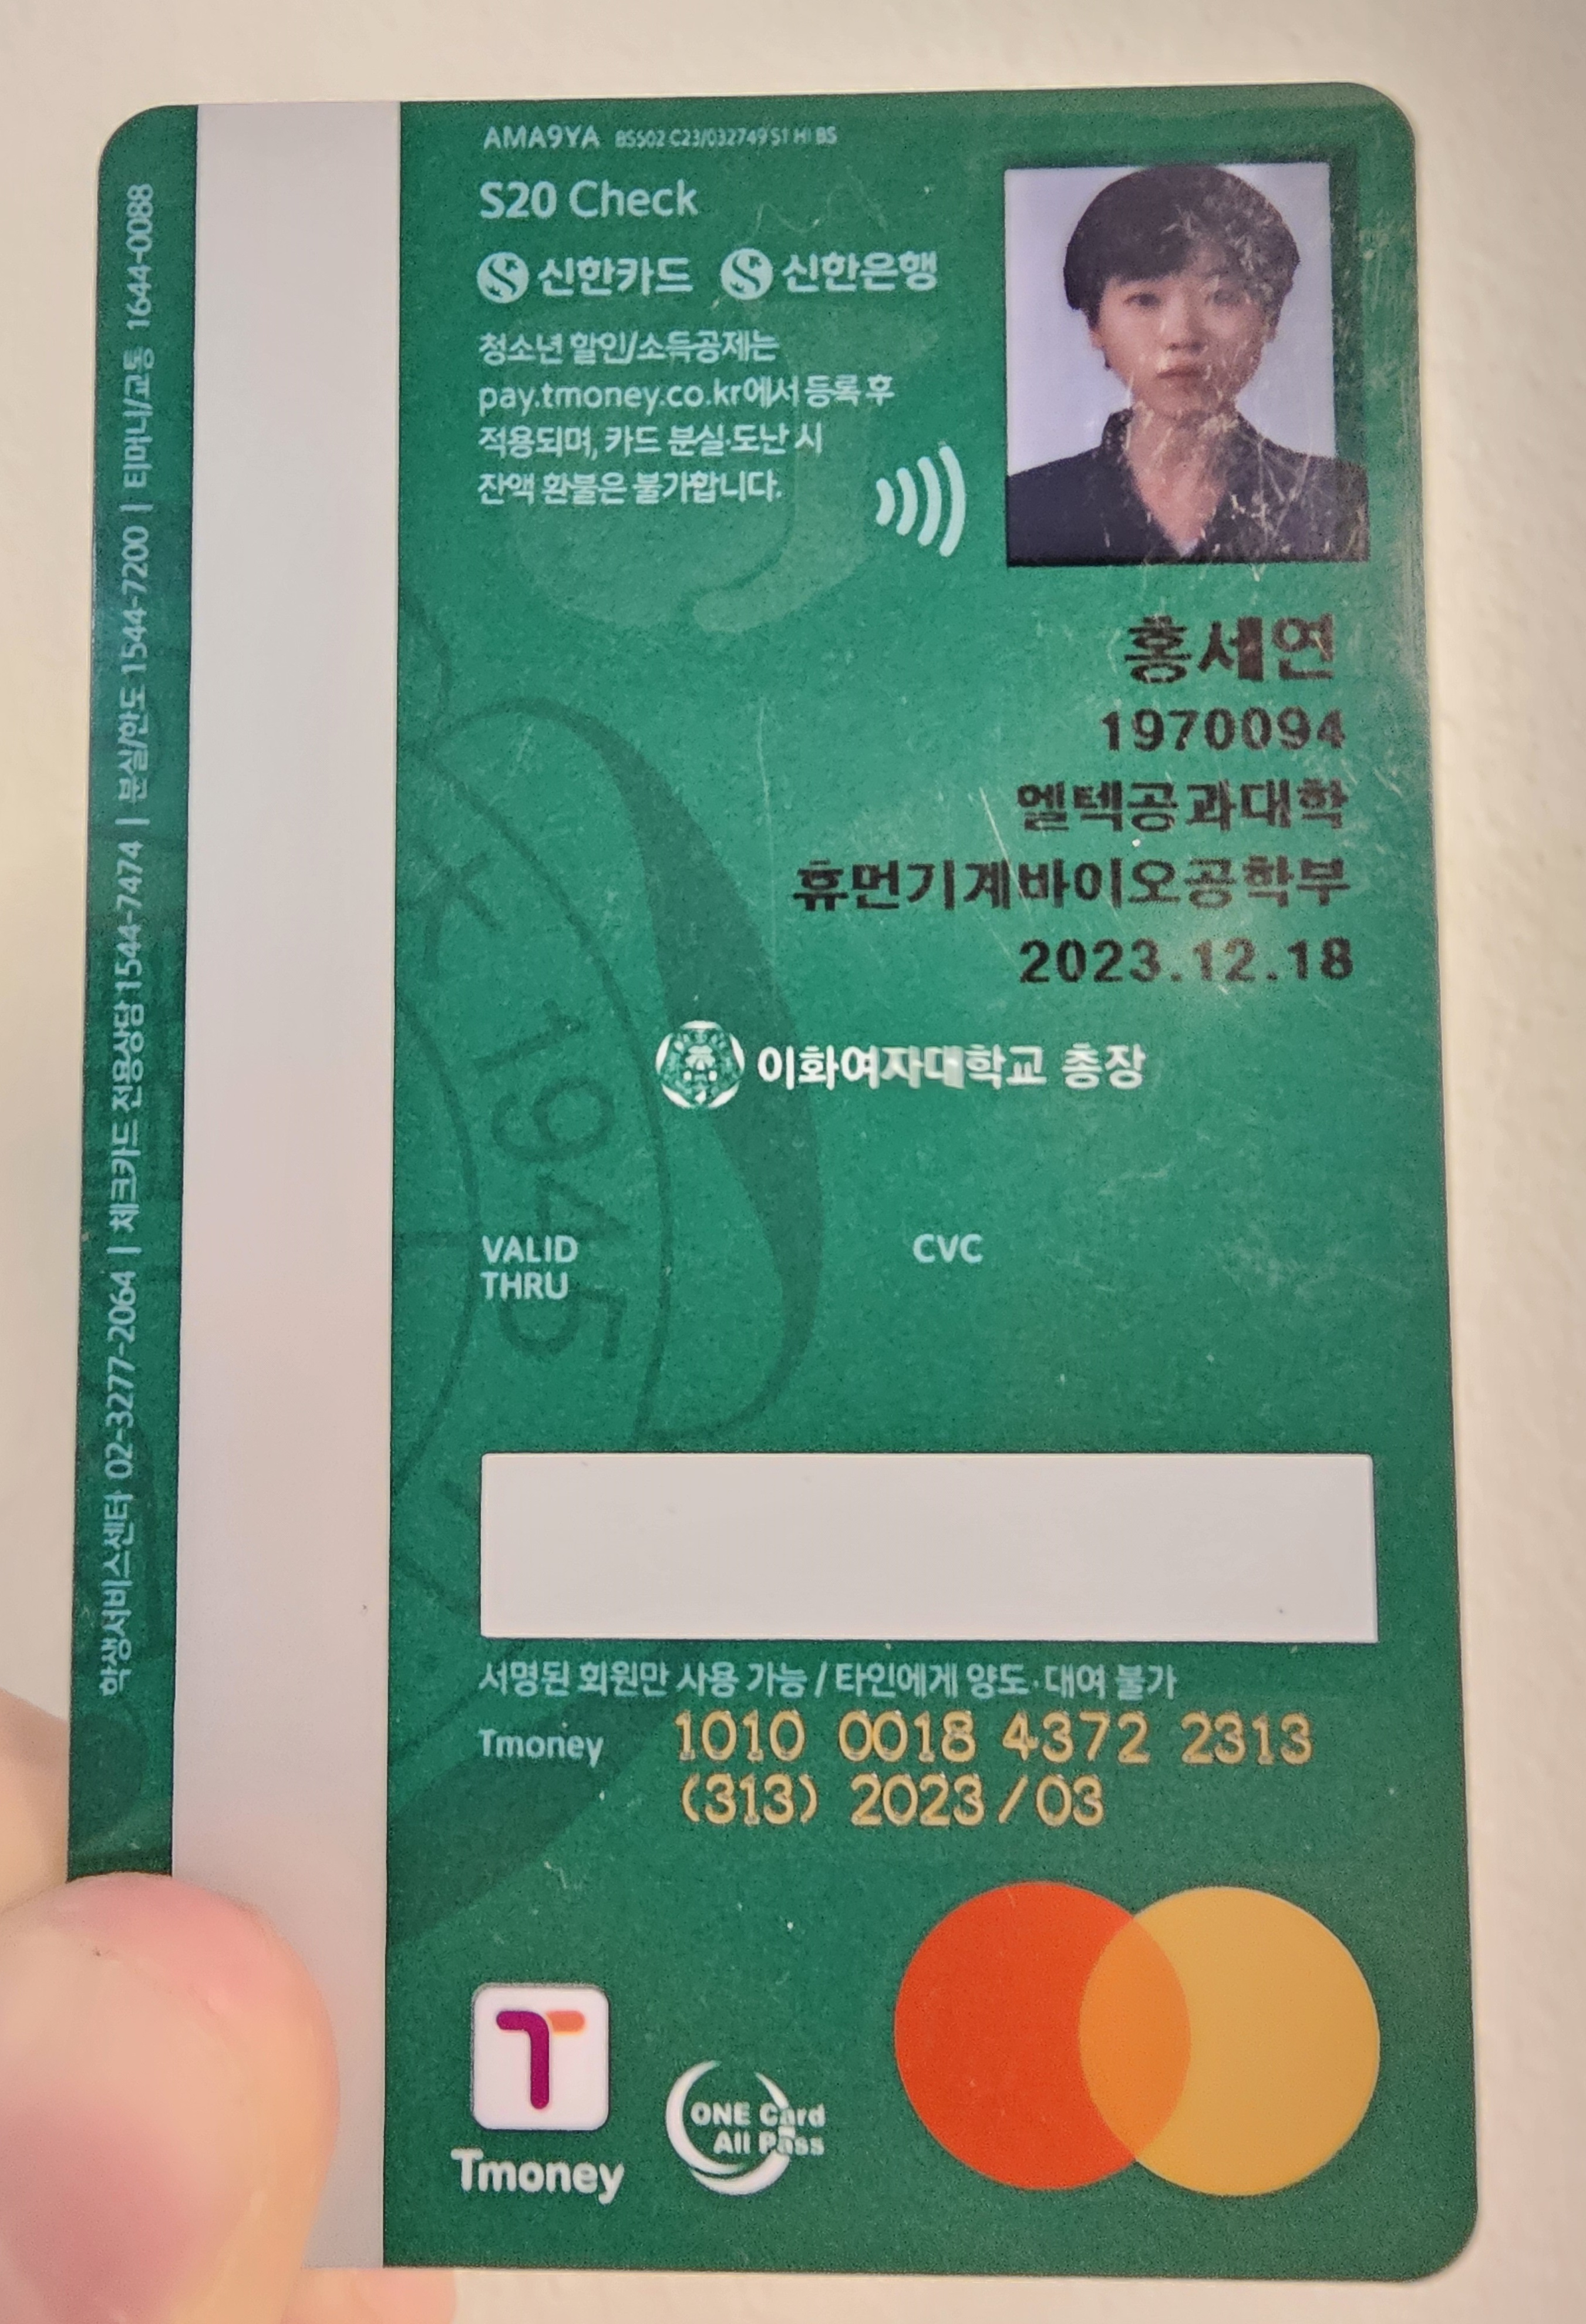 AMA9YA BSS02 C23/032749 S1 HI BS
S20 Check
신한카드 신한은행
청소년 할인/소득공제는
pay.tmoney.co.kr에서 등록 후
적용되며, 카드 분실·도난 시
잔액 환불은 불가합니다.
홍세연
1970094
엘텍공과대학
휴먼기계바이오공학부
2023.12.18
이화여자대학교 총장
1945
VALID
THRU
CVC
서명된 회원만 사용 가능 / 타인에게 양도·대여 불가
Tmoney 1010 0018 4372 2313
(313) 2023/03
T
Tmoney
ONE Card
All Pass
학생서비스센터 02-3277-2064 | 체크카드 전용상담 1544-7474 | 분실/한도 1544-7200 | 티머니/교통 1644-0088